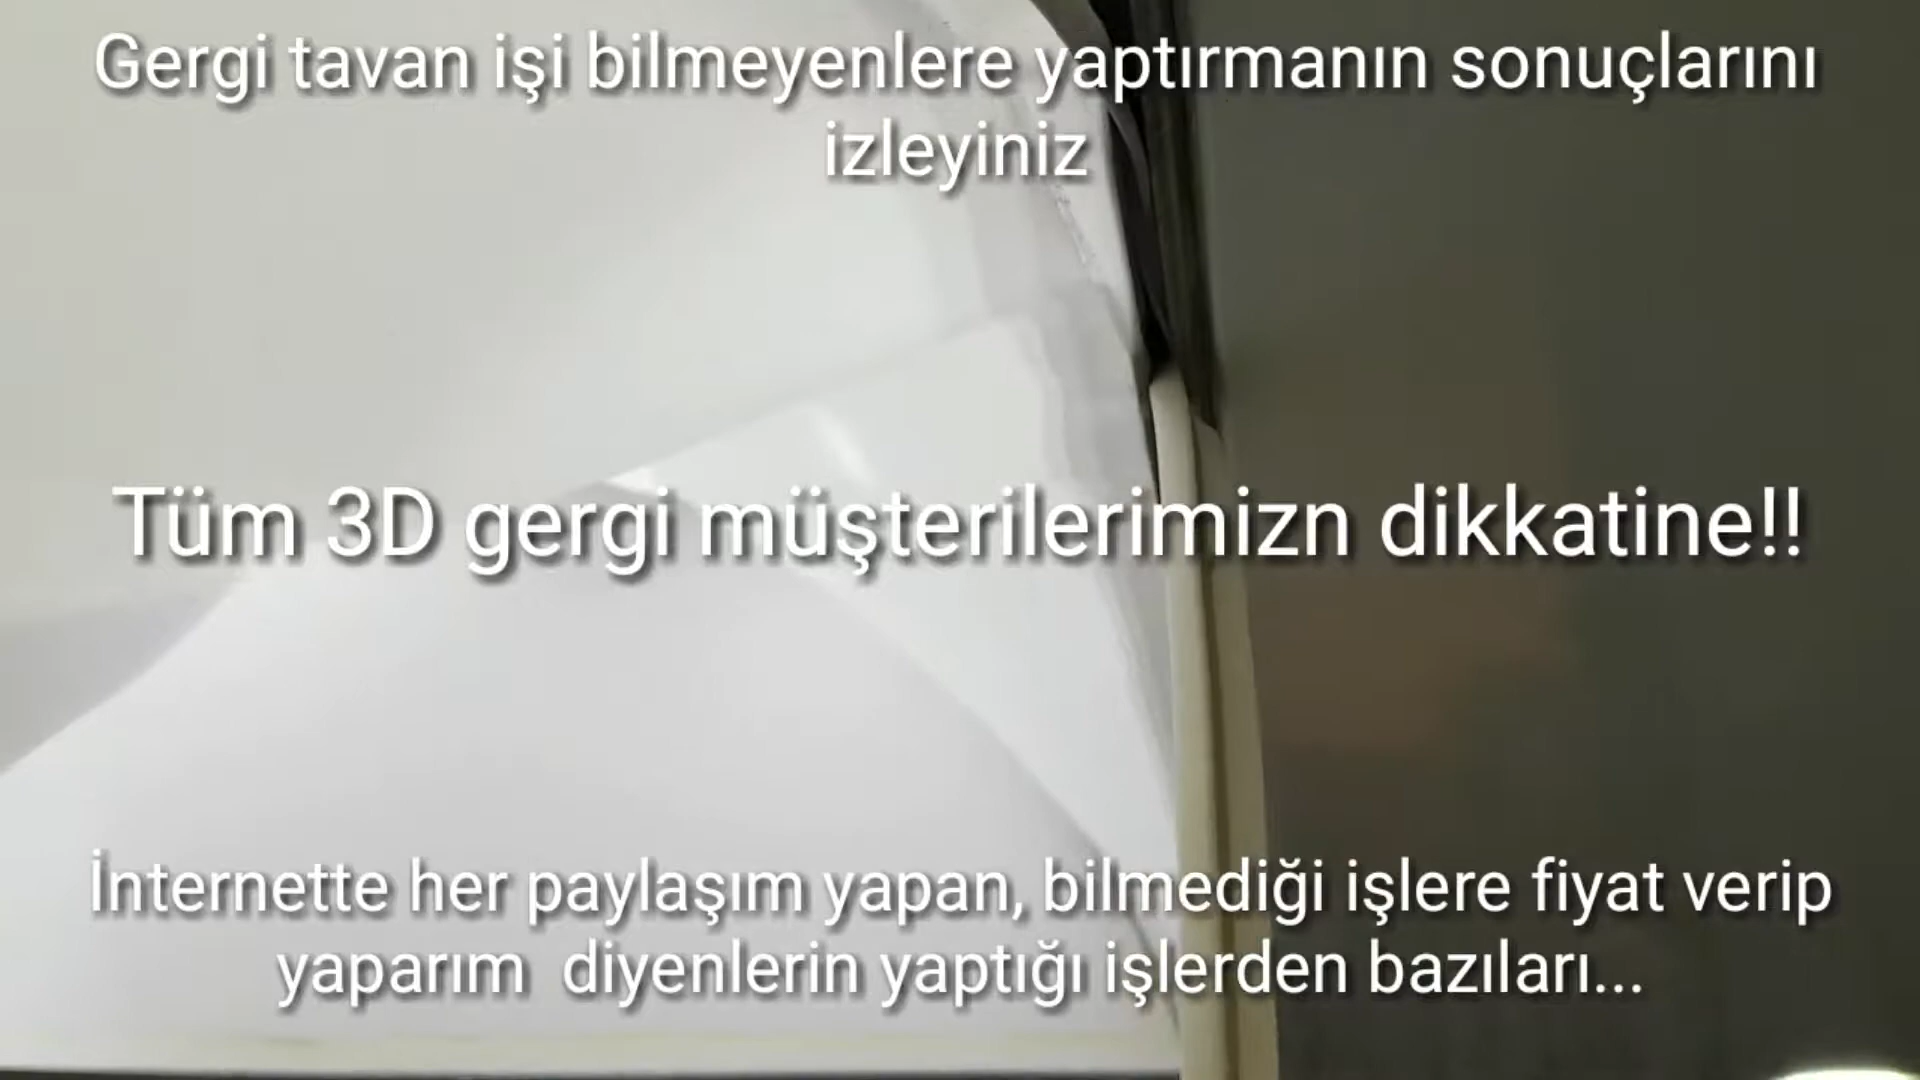 Gergi tavan işi bilmeyenlere yaptırmanın sonuçlarını
izleyiniz
Tüm 3D gergi müşterilerimizn dikkatine!!
İnternette her paylaşım yapan, bilmediği işlere fiyat verip
yaparım  diyenlerin yaptığı işlerden bazıları...